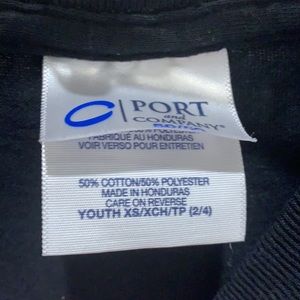 PORT
and
COMPANY®
FABRIQUÉ AU HONDURAS
VOIR VERSO POUR ENTRETIEN
50% COTTON/50% POLYESTER
MADE IN HONDURAS
CARE ON REVERSE
YOUTH XS/XCH/TP (2/4)